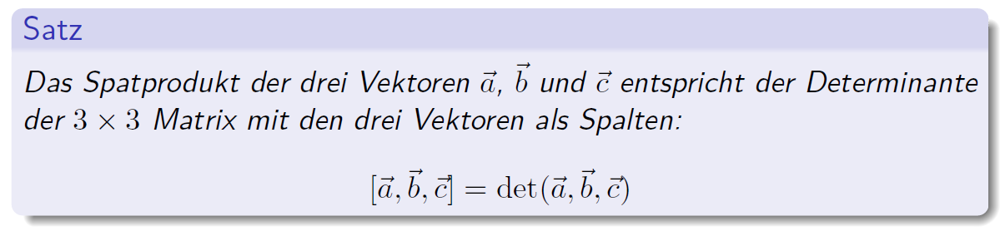 Satz
Das Spatprodukt der drei Vektoren $\vec{a}$, $\vec{b}$ und $\vec{c}$ entspricht der Determinante
der $3 \times 3$ Matrix mit den drei Vektoren als Spalten:
$[\vec{a}, \vec{b}, \vec{c}] = \det(\vec{a}, \vec{b}, \vec{c})$